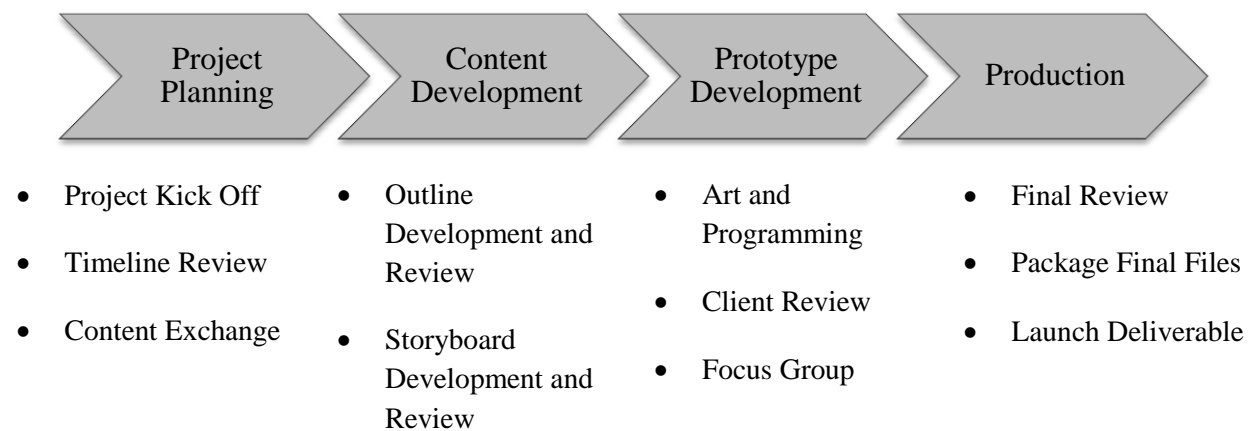 Project
Planning
Content
Development
Prototype
Development
Production
• Project Kick Off
• Timeline Review
• Content Exchange
• Outline
Development and
Review
• Storyboard
Development and
Review
• Art and
Programming
• Client Review
• Focus Group
• Final Review
• Package Final Files
• Launch Deliverable